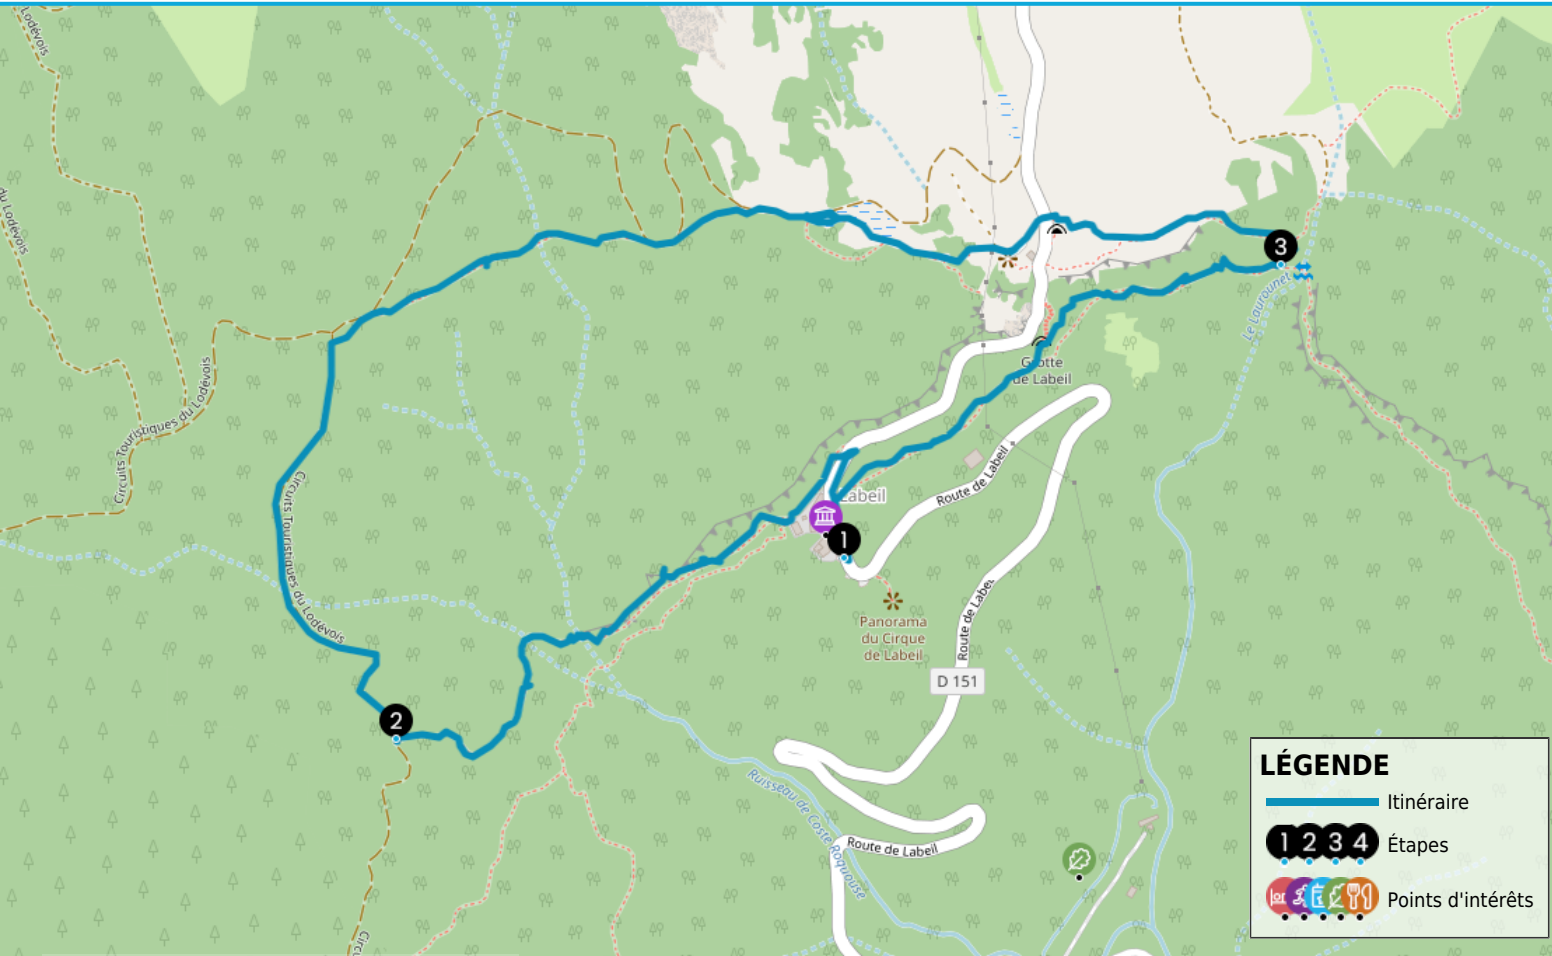 Lodévois
du Lodévois
Circuits Touristiques du Lodévois
Circuits Touristiques du Lodévois
3
Le Laurounet
Grotte
de Labeil
Labeil
Route de Labeil
1
Panorama
du Cirque
de Labeil
Route de Labeil
D 151
2
Ruisseau de Coste Roquouse
Route de Labeil
Circ
LÉGENDE
Itinéraire
1 2 3 4
Étapes
Points d'intérêts